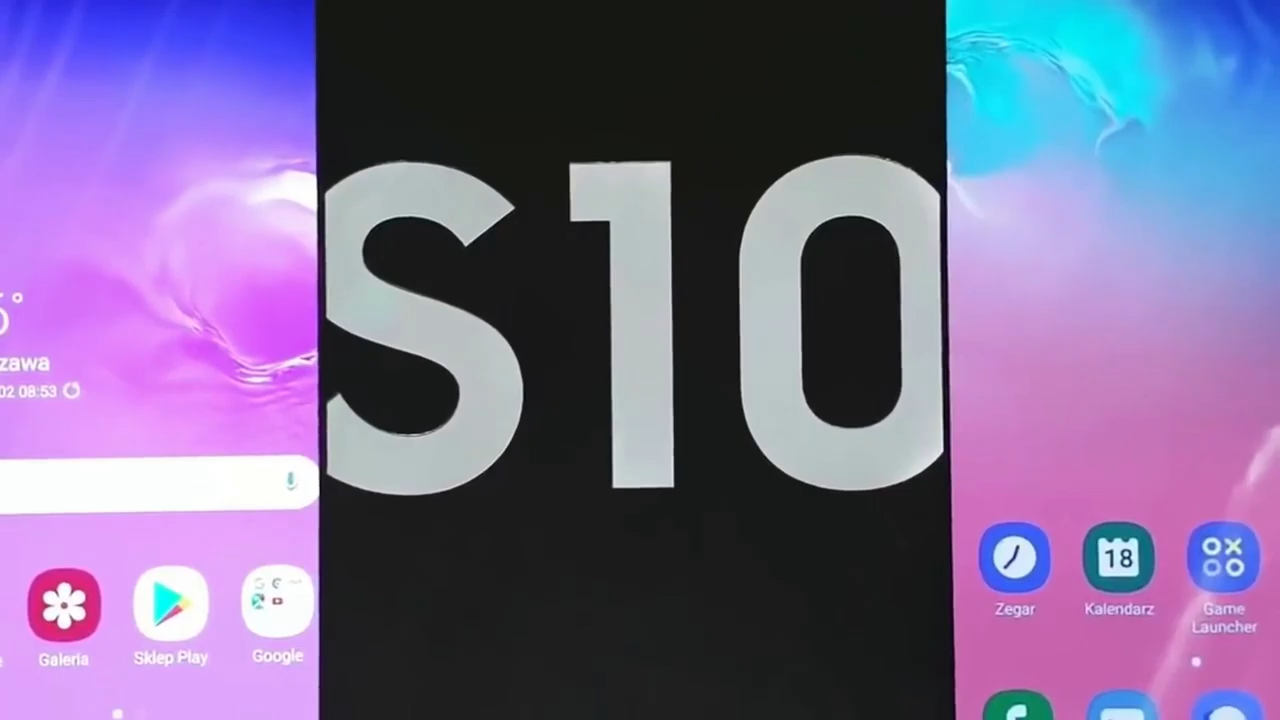 S10
zawa
02 08:53
Galeria
Sklep Play
Google
Zegar
18
Kalendarz
Game
Launcher